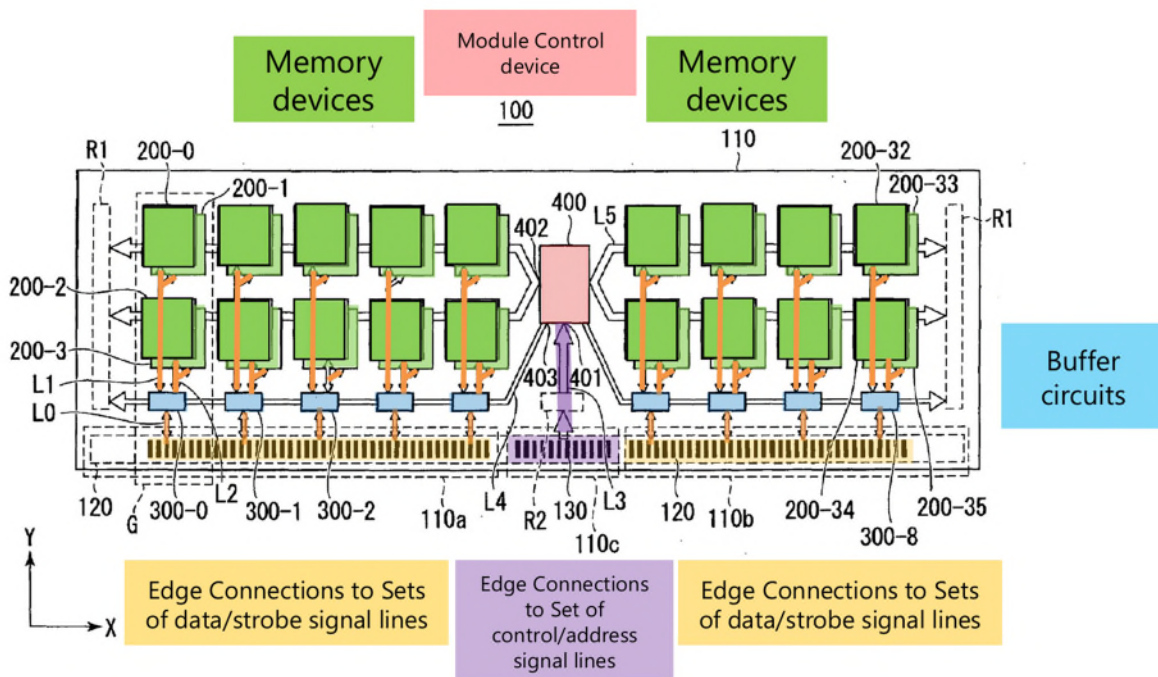 Memory
devices
Module Control
device
Memory
devices
100
110
R1
200-0
200-1
400
L5
200-32
200-33
R1
402
200-2
200-3
L1
L0
403
401
Buffer
circuits
120
G
L2
300-0
300-1
300-2
110a
L4
R2
130
L3
110c
120
110b
200-34
200-35
300-8
Y
X
Edge Connections to Sets
of data/strobe signal lines
Edge Connections
to Set of
control/address
signal lines
Edge Connections to Sets
of data/strobe signal lines